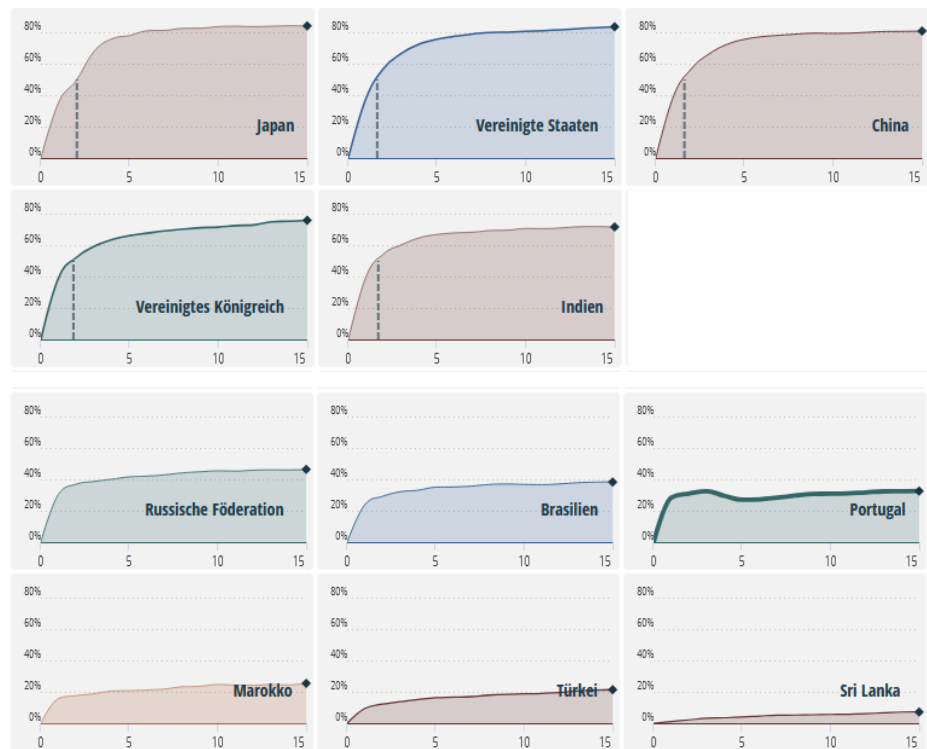 80% 80% 80%
60% 60% 60%
40% 40% 40%
20% Japan 20% Vereinigte Staaten 20% China
0% 0% 0%
0 5 10 15 0 5 10 15 0 5 10 15
80% 80%
60% 60%
40% 40%
20% Vereinigtes Königreich 20% Indien
0% 0%
0 5 10 15 0 5 10 15
80% 80% 80%
60% 60% 60%
40% 40% 40%
20% Russische Föderation 20% Brasilien 20% Portugal
0% 0% 0%
0 5 10 15 0 5 10 15 0 5 10 15
80% 80% 80%
60% 60% 60%
40% 40% 40%
20% Marokko 20% Türkei 20% Sri Lanka
0% 0% 0%
0 5 10 15 0 5 10 15 0 5 10 15